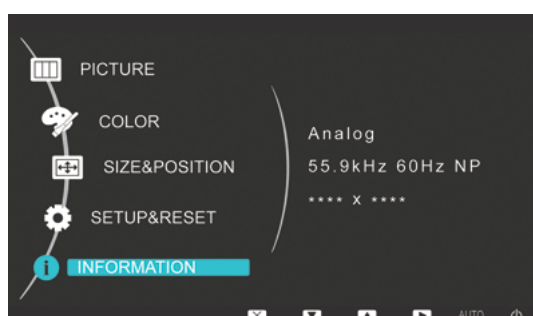 PICTURE
COLOR
SIZE&POSITION
SETUP&RESET
INFORMATION
Analog
55.9kHz 60Hz NP
**** X ****
AUTO